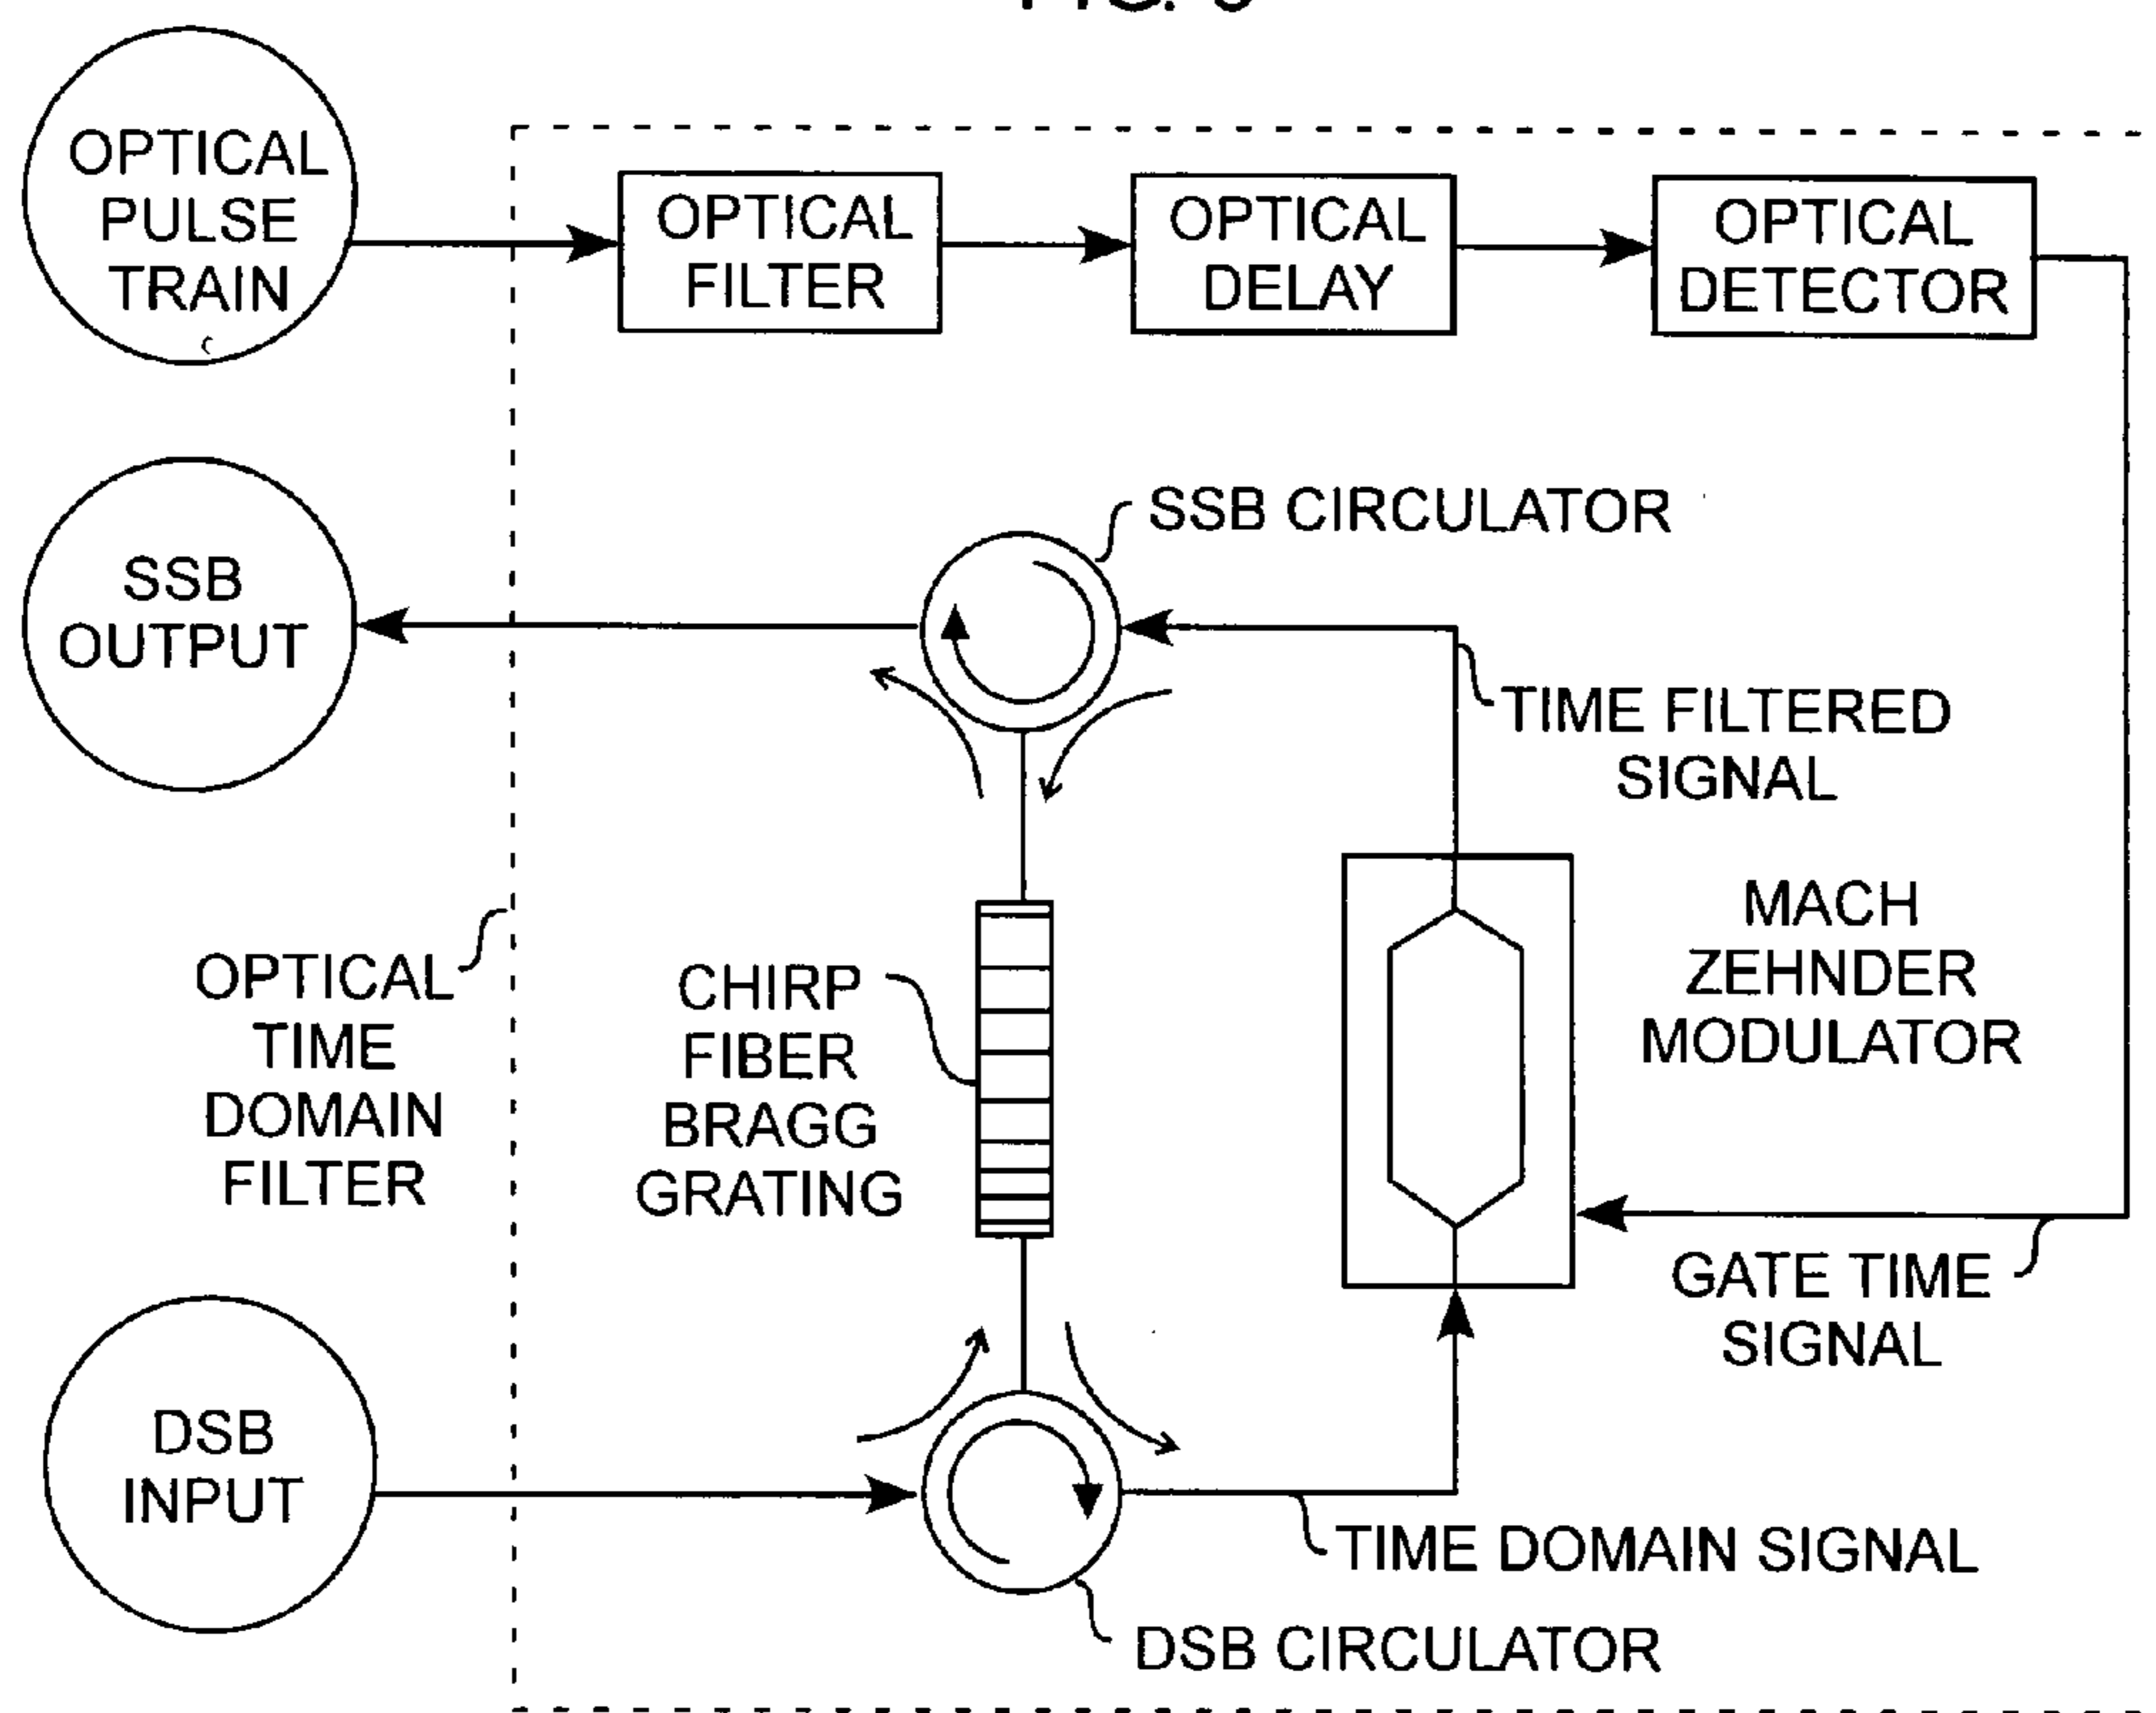 OPTICAL
PULSE
TRAIN
OPTICAL
FILTER
OPTICAL
DELAY
OPTICAL
DETECTOR
SSB CIRCULATOR
SSB
OUTPUT
TIME FILTERED
SIGNAL
MACH
ZEHNDER
MODULATOR
OPTICAL
TIME
DOMAIN
FILTER
CHIRP
FIBER
BRAGG
GRATING
GATE TIME
SIGNAL
DSB
INPUT
TIME DOMAIN SIGNAL
DSB CIRCULATOR